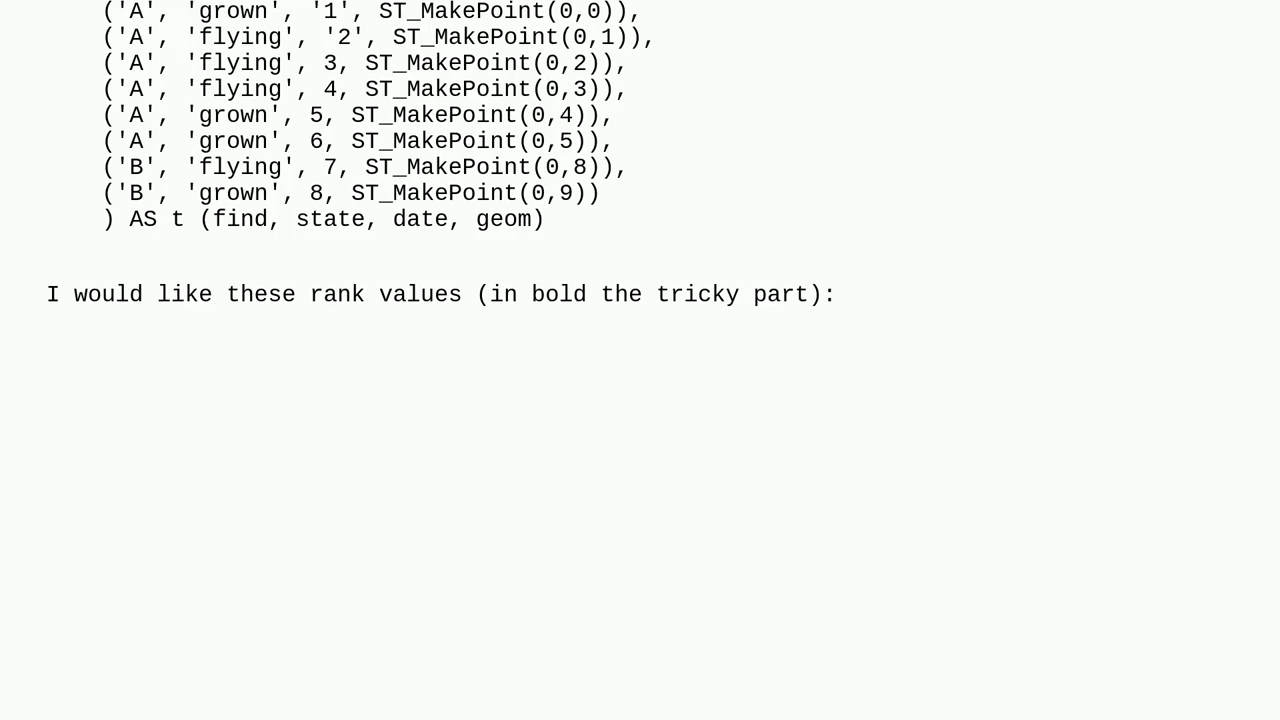 ('A', 'grown', '1', ST_MakePoint(0,0)),
('A', 'flying', '2', ST_MakePoint(0,1)),
('A', 'flying', 3, ST_MakePoint(0,2)),
('A', 'flying', 4, ST_MakePoint(0,3)),
('A', 'grown', 5, ST_MakePoint(0,4)),
('A', 'grown', 6, ST_MakePoint(0,5)),
('B', 'flying', 7, ST_MakePoint(0,8)),
('B', 'grown', 8, ST_MakePoint(0,9))
) AS t (find, state, date, geom)
I would like these rank values (in bold the tricky part):